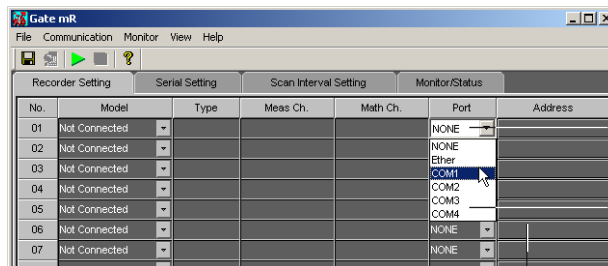 Gate mR
File Communication Monitor View Help
Recorder Setting Serial Setting Scan Interval Setting Monitor/Status
No. Model Type Meas Ch. Math Ch. Port Address
01 Not Connected NONE
02 Not Connected NONE
03 Not Connected Ether
04 Not Connected COM1
COM2
05 Not Connected COM3
COM4
06 Not Connected NONE
07 Not Connected NONE